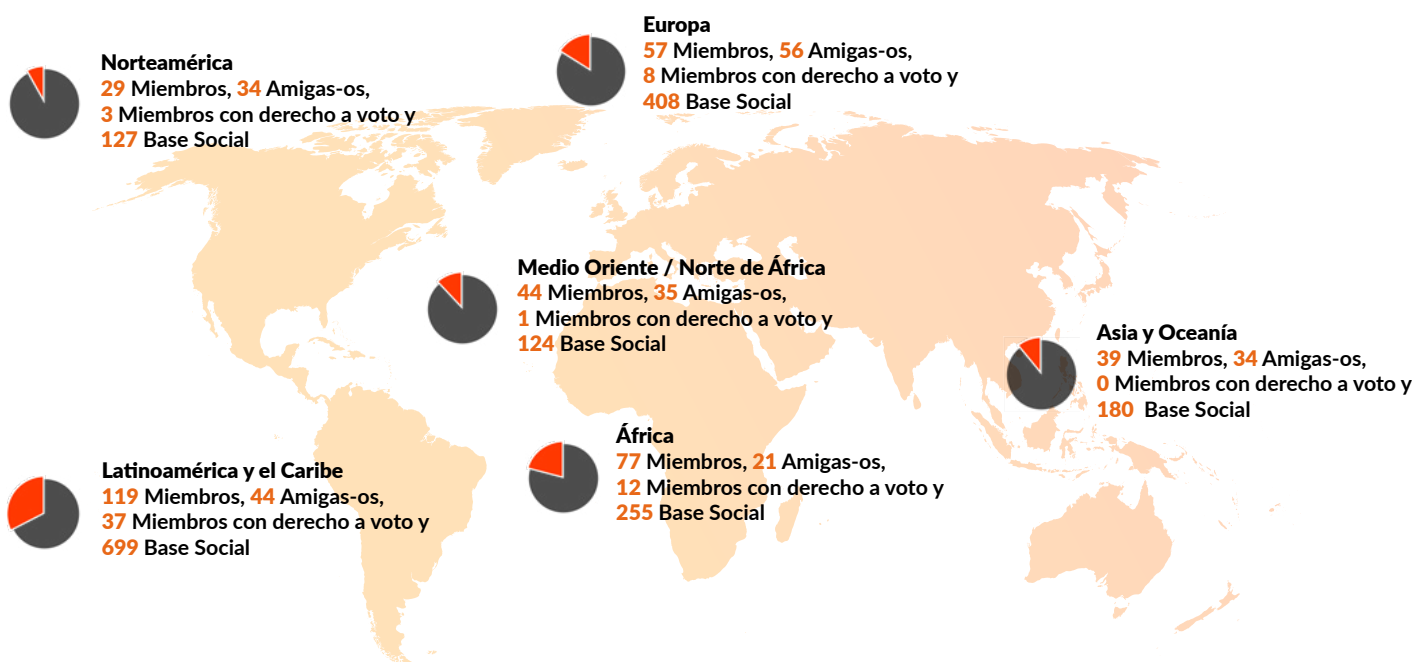 Norteamérica
29 Miembros, 34 Amigas-os,
3 Miembros con derecho a voto y
127 Base Social
Europa
57 Miembros, 56 Amigas-os,
8 Miembros con derecho a voto y
408 Base Social
Medio Oriente / Norte de África
44 Miembros, 35 Amigas-os,
1 Miembros con derecho a voto y
124 Base Social
Asia y Oceanía
39 Miembros, 34 Amigas-os,
0 Miembros con derecho a voto y
180 Base Social
Latinoamérica y el Caribe
119 Miembros, 44 Amigas-os,
37 Miembros con derecho a voto y
699 Base Social
África
77 Miembros, 21 Amigas-os,
12 Miembros con derecho a voto y
255 Base Social